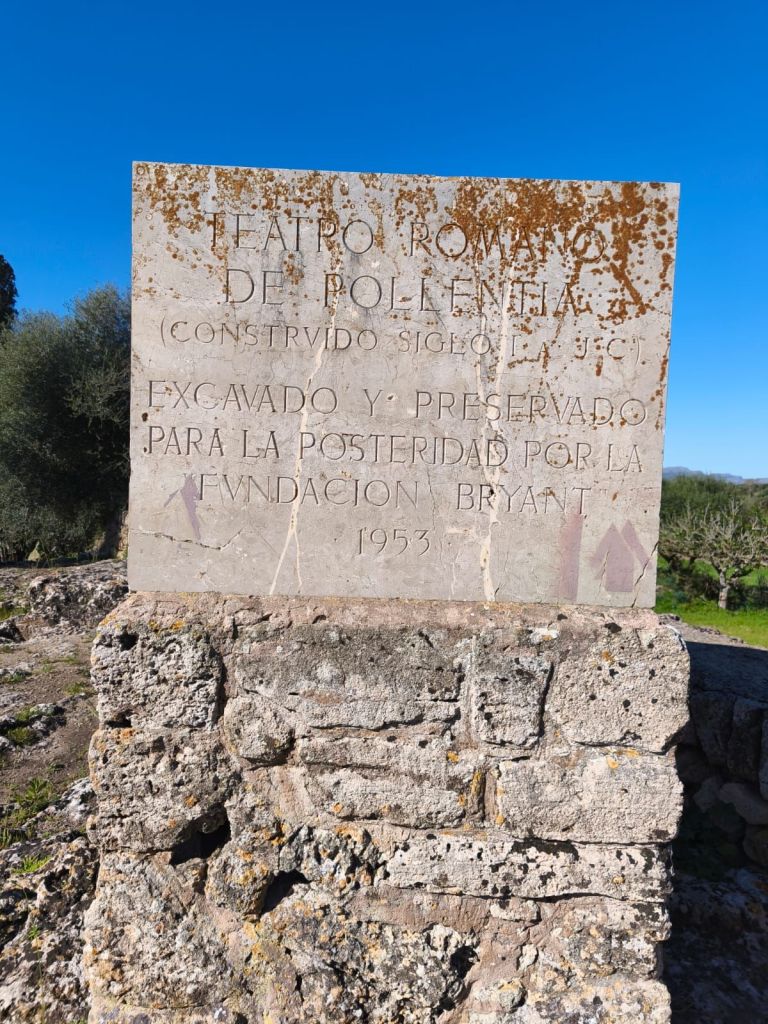 TEATRO ROMANO
DE POLLENTIA
(CONSTRVIDO SIGLO I A J.C)
EXCAVADO Y PRESERVADO
PARA LA POSTERIDAD POR LA
FVNDACION BRYANT
1953